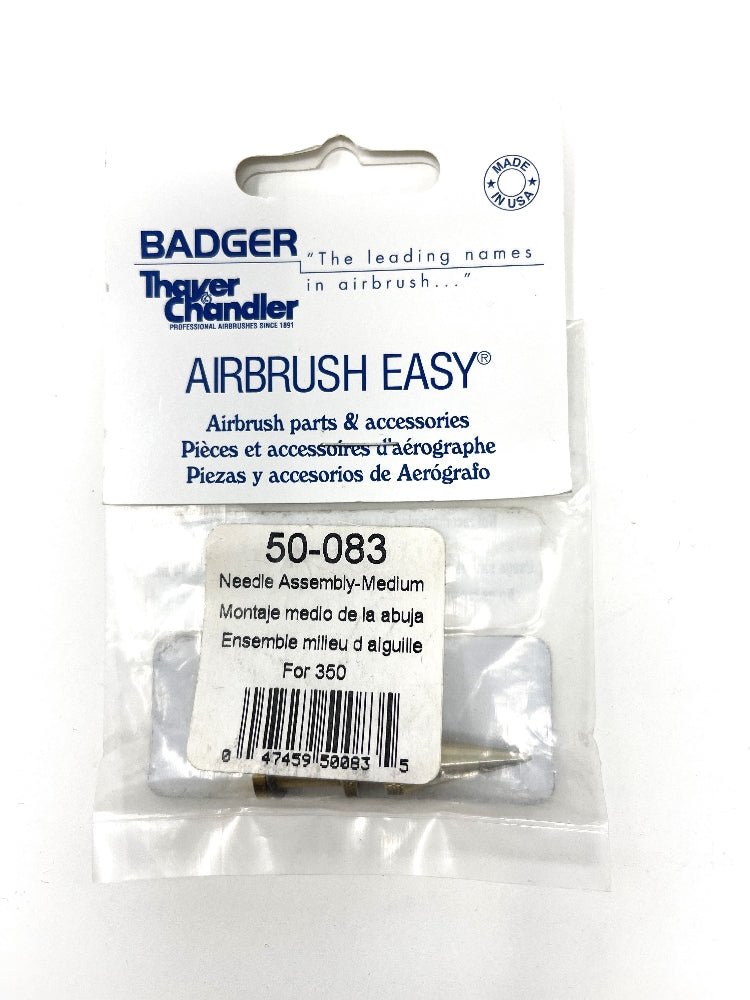 MADE
IN USA
BADGER
"The leading names
in airbrush..."
Thayer
& Chandler
PROFESSIONAL AIRBRUSHES SINCE 1891
AIRBRUSH EASY®
Airbrush parts & accessories
Pièces et accessoires d'aérographe
Piezas y accesorios de Aerógrafo
50-083
Needle Assembly-Medium
Montaje medio de la abuja
Ensemble milieu d aiguille
For 350
0 47459 50083 5